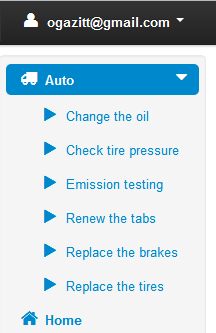 ogazitt@gmail.com
Auto
Change the oil
Check tire pressure
Emission testing
Renew the tabs
Replace the brakes
Replace the tires
Home